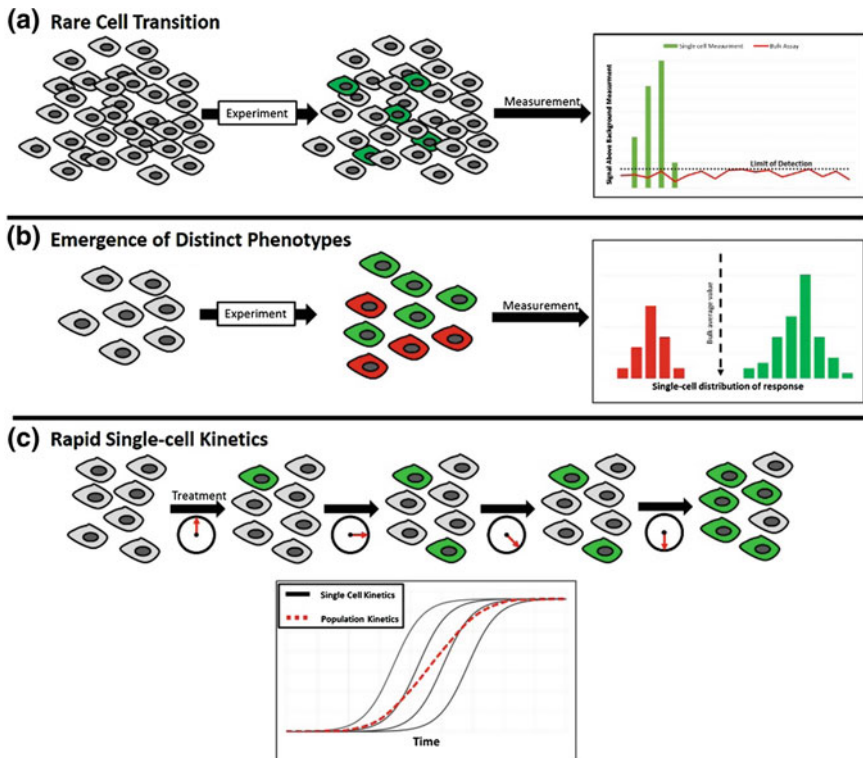 (a) Rare Cell Transition
Experiment
Measurement
Single-cell Measurment
Bulk Assay
Signal Above Background Measurment
Limit of Detection
(b) Emergence of Distinct Phenotypes
Experiment
Measurement
Bulk average value
Single-cell distribution of response
(c) Rapid Single-cell Kinetics
Treatment
Single Cell Kinetics
Population Kinetics
Time